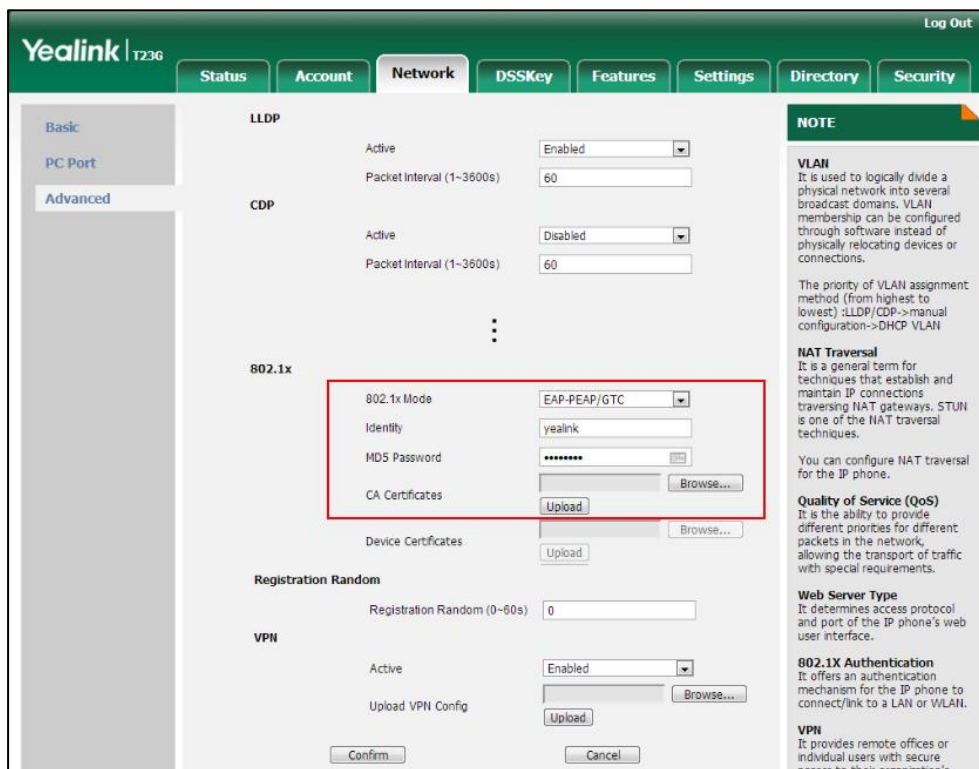 Log Out
Yealink T23G
Status Account Network DSSKey Features Settings Directory Security
Basic
PC Port
Advanced
LLDP
Active Enabled
Packet Interval (1~3600s) 60
CDP
Active Disabled
Packet Interval (1~3600s) 60
802.1x
802.1x Mode EAP-PEAP/GTC
Identity yealink
MD5 Password ••••••••
CA Certificates Browse...
Upload
Device Certificates Browse...
Upload
Registration Random
Registration Random (0~60s) 0
VPN
Active Enabled
Upload VPN Config Browse...
Upload
Confirm Cancel
NOTE
VLAN
It is used to logically divide a
physical network into several
broadcast domains. VLAN
membership can be configured
through software instead of
physically relocating devices or
connections.
The priority of VLAN assignment
method (from highest to
lowest) :LLDP/CDP->manual
configuration->DHCP VLAN
NAT Traversal
It is a general term for
techniques that establish and
maintain IP connections
traversing NAT gateways. STUN
is one of the NAT traversal
techniques.
You can configure NAT traversal
for the IP phone.
Quality of Service (QoS)
It is the ability to provide
different priorities for different
packets in the network,
allowing the transport of traffic
with special requirements.
Web Server Type
It determines access protocol
and port of the IP phone's web
user interface.
802.1X Authentication
It offers an authentication
mechanism for the IP phone to
connect/link to a LAN or WLAN.
VPN
It provides remote offices or
individual users with secure